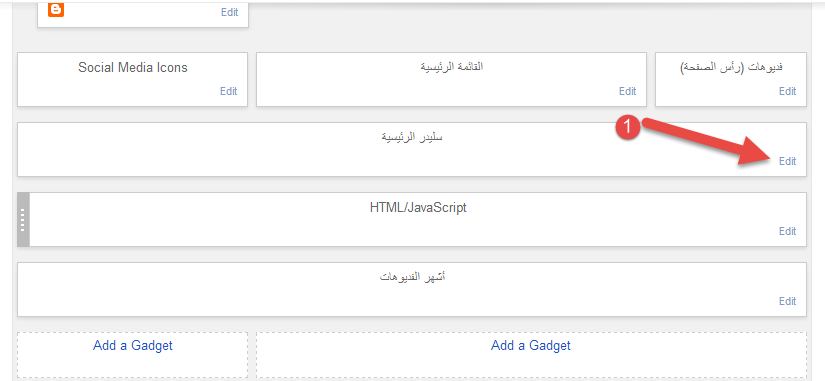 Edit
Social Media Icons
Edit
القائمة الرئيسية
Edit
فديوهات (رأس الصفحة)
Edit
سليدر الرئيسية
1
Edit
HTML/JavaScript
Edit
أشهر الفديوهات
Edit
Add a Gadget
Add a Gadget